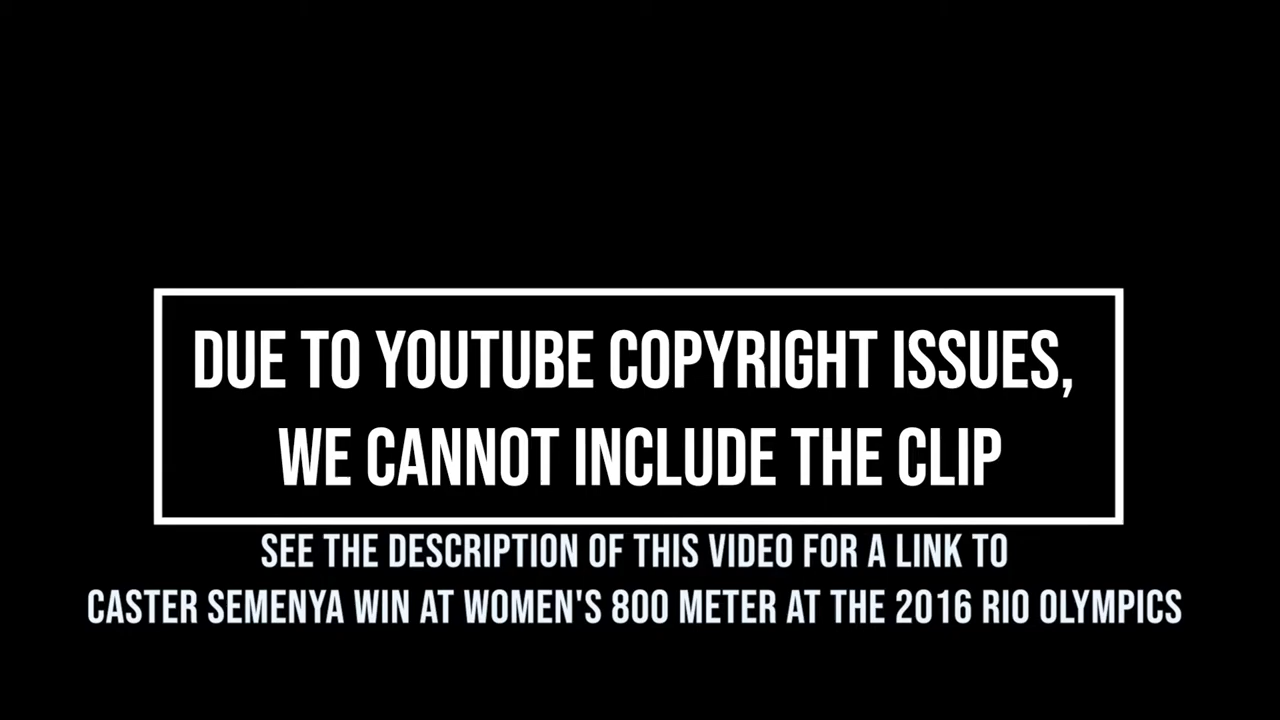 DUE TO YOUTUBE COPYRIGHT ISSUES,
WE CANNOT INCLUDE THE CLIP
SEE THE DESCRIPTION OF THIS VIDEO FOR A LINK TO
CASTER SEMENYA WIN AT WOMEN'S 800 METER AT THE 2016 RIO OLYMPICS